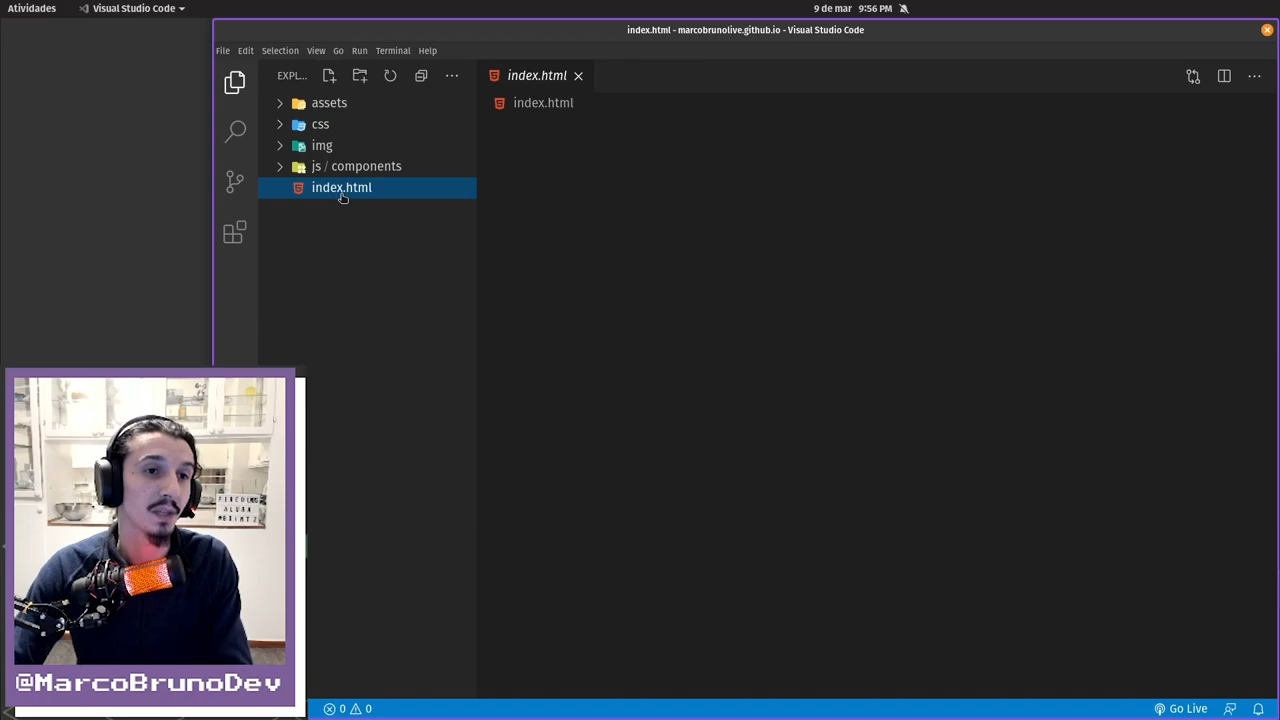 Atividades
Visual Studio Code
9 de mar 9:56 PM
index.html - marcobrunolive.github.io - Visual Studio Code
File Edit Selection View Go Run Terminal Help
EXPL...
index.html
assets
index.html
css
img
js / components
index.html
ALURA
@MarcoBrunoDev
0 0
Go Live